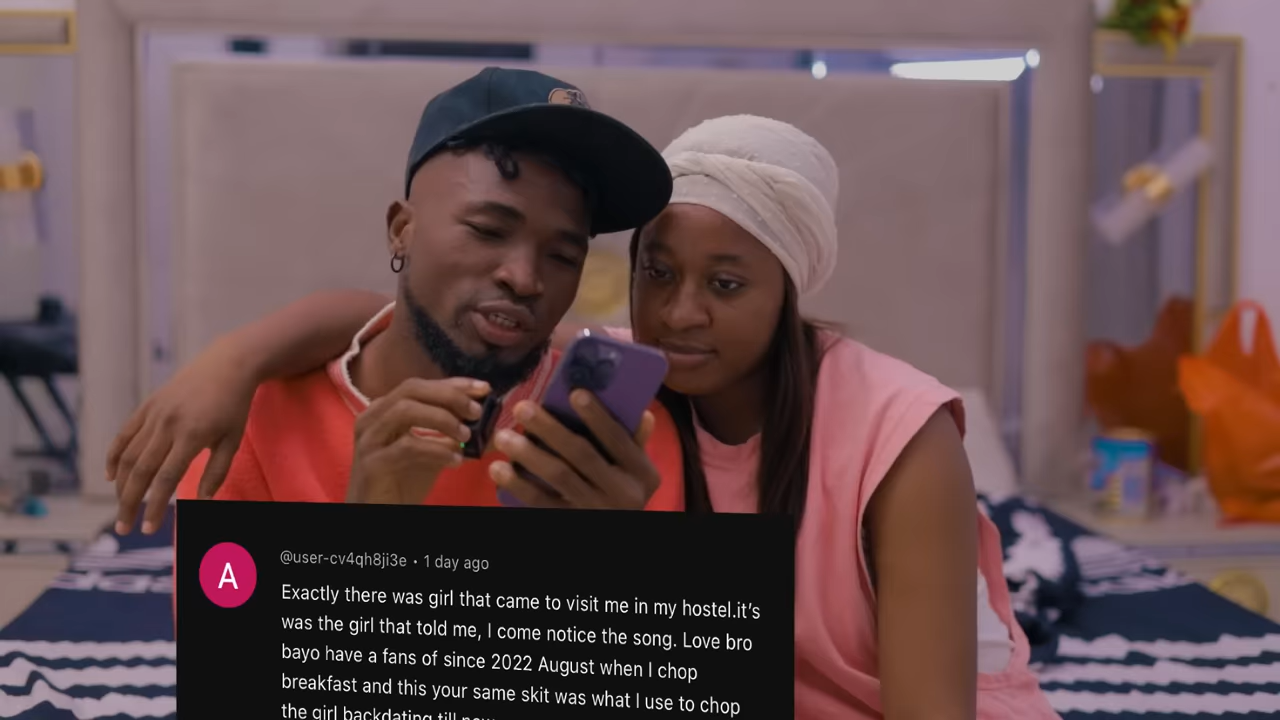 A
@user-cv4qh8ji3e • 1 day ago
Exactly there was girl that came to visit me in my hostel.it's
was the girl that told me, I come notice the song. Love bro
bayo have a fans of since 2022 August when I chop
breakfast and this your same skit was what I use to chop
the girl backdating till now